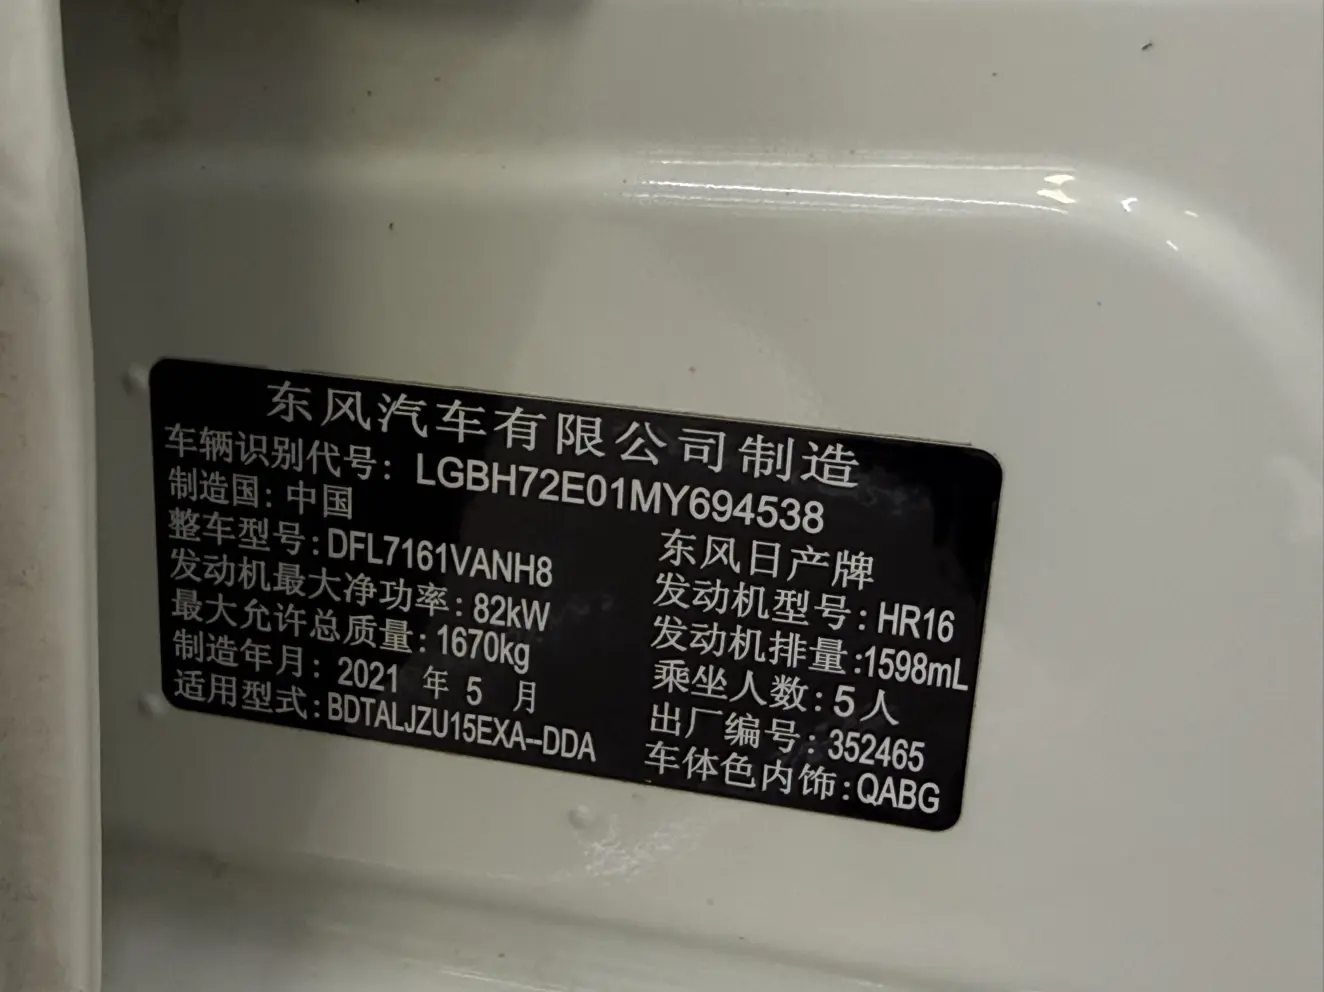 东风汽车有限公司制造
车辆识别代号: LGBH72E01MY694538
制造国: 中国
东风日产牌
整车型号: DFL7161VANH8
发动机型号: HR16
发动机最大净功率: 82kW
发动机排量: 1598mL
最大允许总质量: 1670kg
乘坐人数: 5人
制造年月: 2021 年 5 月
出厂编号: 352465
适用型式: BDTALJZU15EXA--DDA
车体色内饰: QABG